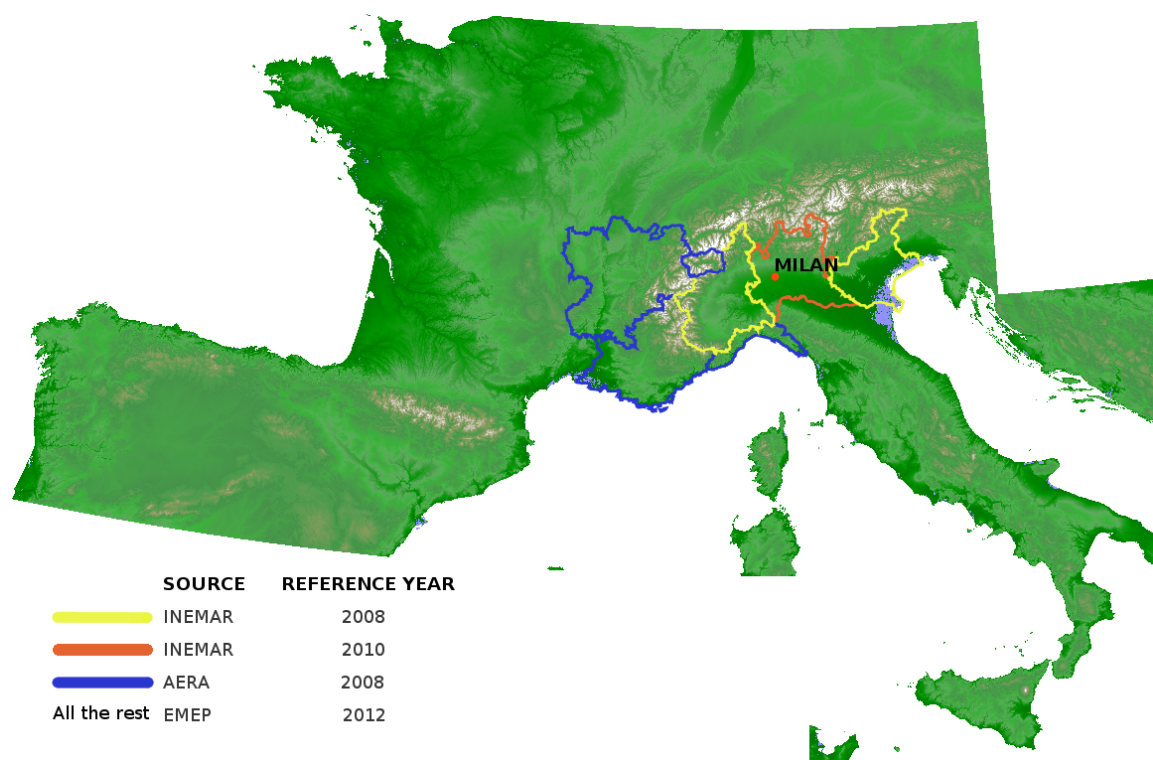 MILAN
SOURCE REFERENCE YEAR
INEMAR 2008
INEMAR 2010
AERA 2008
All the rest EMEP 2012